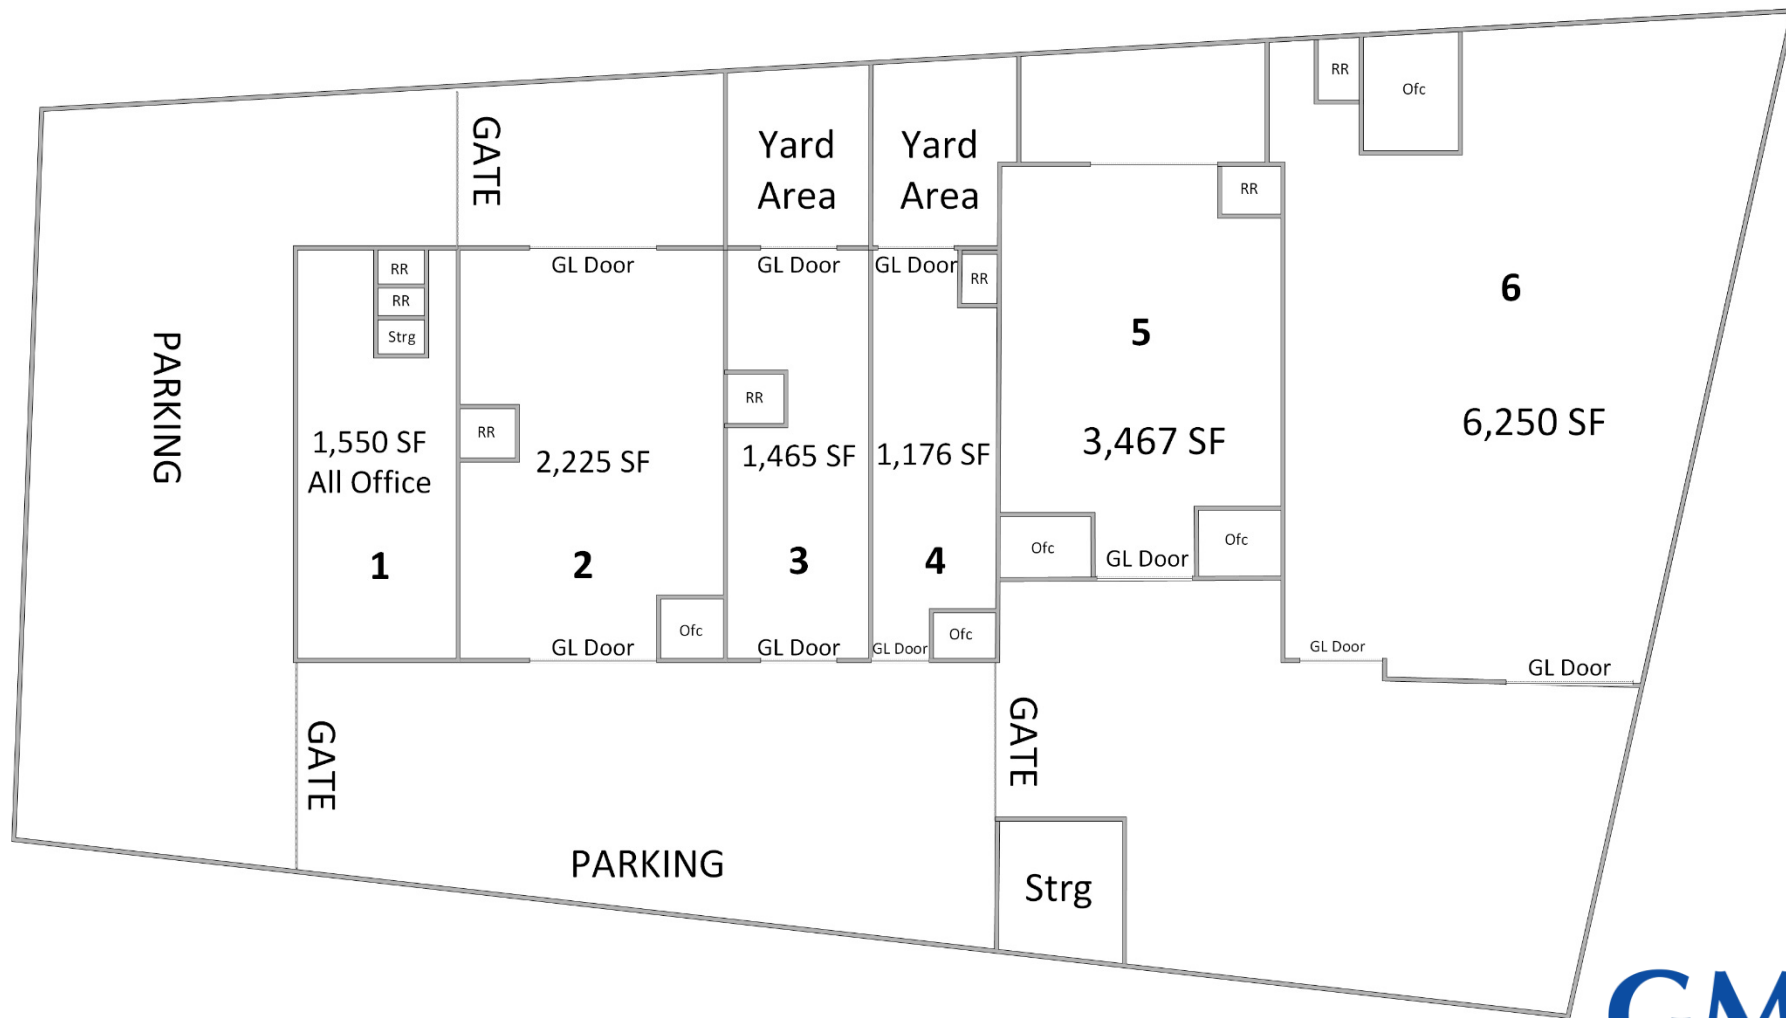 RR
Ofc
GATE
Yard
Area
Yard
Area
RR
GL Door
GL Door
GL Door
RR
RR
RR
Strg
6
5
PARKING
RR
RR
1,550 SF
All Office
2,225 SF
1,465 SF
1,176 SF
3,467 SF
6,250 SF
Ofc
GL Door
Ofc
1
2
3
4
Ofc
Ofc
GL Door
GL Door
GL Door
GL Door
GL Door
GATE
GATE
PARKING
Strg